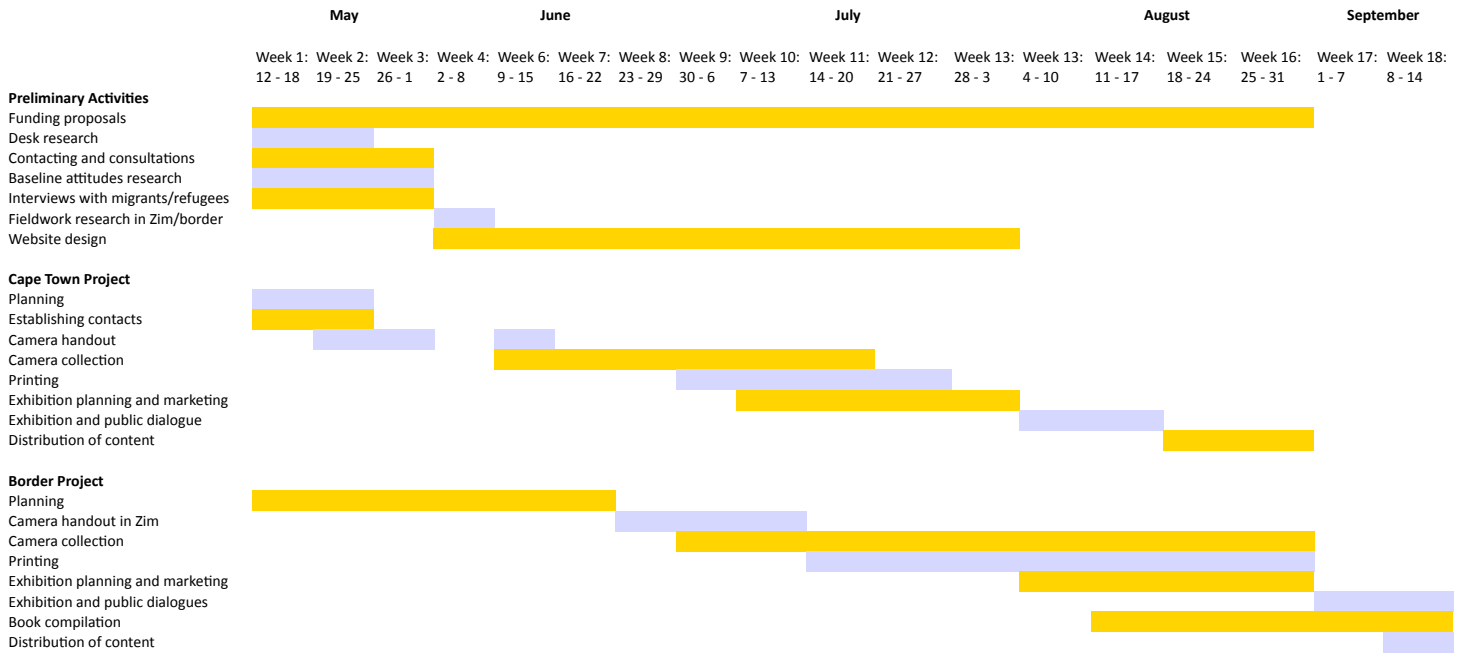 May June July August September
Week 1: Week 2: Week 3: Week 4: Week 6: Week 7: Week 8: Week 9: Week 10: Week 11: Week 12: Week 13: Week 13: Week 14: Week 15: Week 16: Week 17: Week 18:
12 - 18 19 - 25 26 - 1 2 - 8 9 - 15 16 - 22 23 - 29 30 - 6 7 - 13 14 - 20 21 - 27 28 - 3 4 - 10 11 - 17 18 - 24 25 - 31 1 - 7 8 - 14
Preliminary Activities
Funding proposals
Desk research
Contacting and consultations
Baseline attitudes research
Interviews with migrants/refugees
Fieldwork research in Zim/border
Website design
Cape Town Project
Planning
Establishing contacts
Camera handout
Camera collection
Printing
Exhibition planning and marketing
Exhibition and public dialogue
Distribution of content
Border Project
Planning
Camera handout in Zim
Camera collection
Printing
Exhibition planning and marketing
Exhibition and public dialogues
Book compilation
Distribution of content